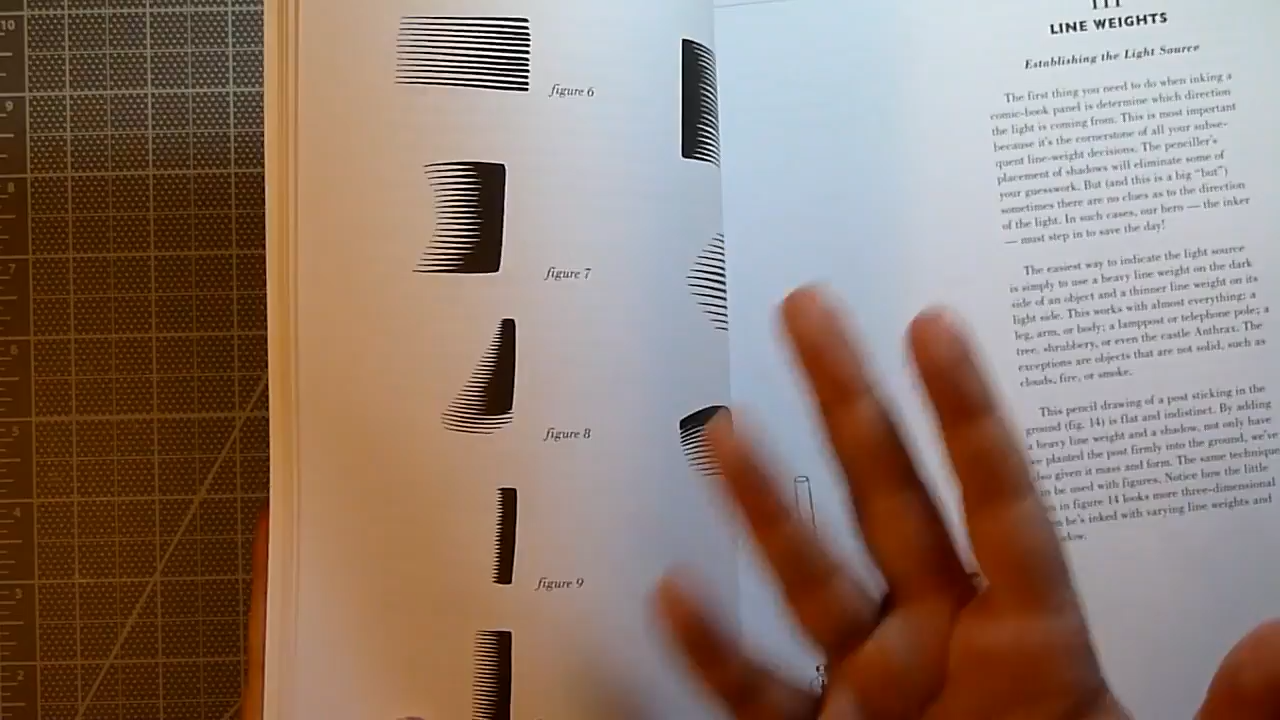 10
9
8
7
6
5
4
3
2
figure 6
figure 7
figure 8
figure 9
III
LINE WEIGHTS
Establishing the Light Source
The first thing you need to do when inking a
comic-book panel is determine which direction
the light is coming from. This is most important
because it's the cornerstone of all your subse-
quent line-weight decisions. The penciller's
placement of shadows will eliminate some of
your guesswork. But (and this is a big "but")
sometimes there are no clues as to the direction
of the light. In such cases, our hero — the inker
— must step in to save the day!
The easiest way to indicate the light source
is simply to use a heavy line weight on the dark
side of an object and a thinner line weight on its
light side. This works with almost everything: a
leg, arm, or body; a lamppost or telephone pole; a
tree, shrubbery, or even the castle Anthrax. The
exceptions are objects that are not solid, such as
clouds, fire, or smoke.
This pencil drawing of a post sticking in the
ground (fig. 14) is flat and indistinct. By adding
a heavy line weight and a shadow, not only have
planted the post firmly into the ground, we've
given it mass and form. The same technique
be used with figures. Notice how the little
in figure 14 looks more three-dimensional
he's inked with varying line weights and